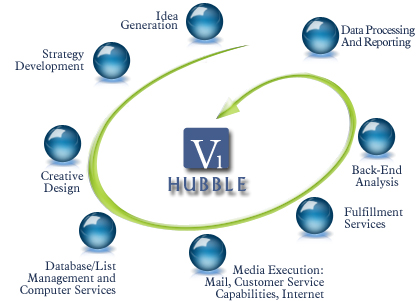 Idea
Generation
Data Processing
And Reporting
Strategy
Development
V1
HUBBLE
Creative
Design
Back-End
Analysis
Fulfillment
Services
Database/List
Management and
Computer Services
Media Execution:
Mail, Customer Service
Capabilities, Internet